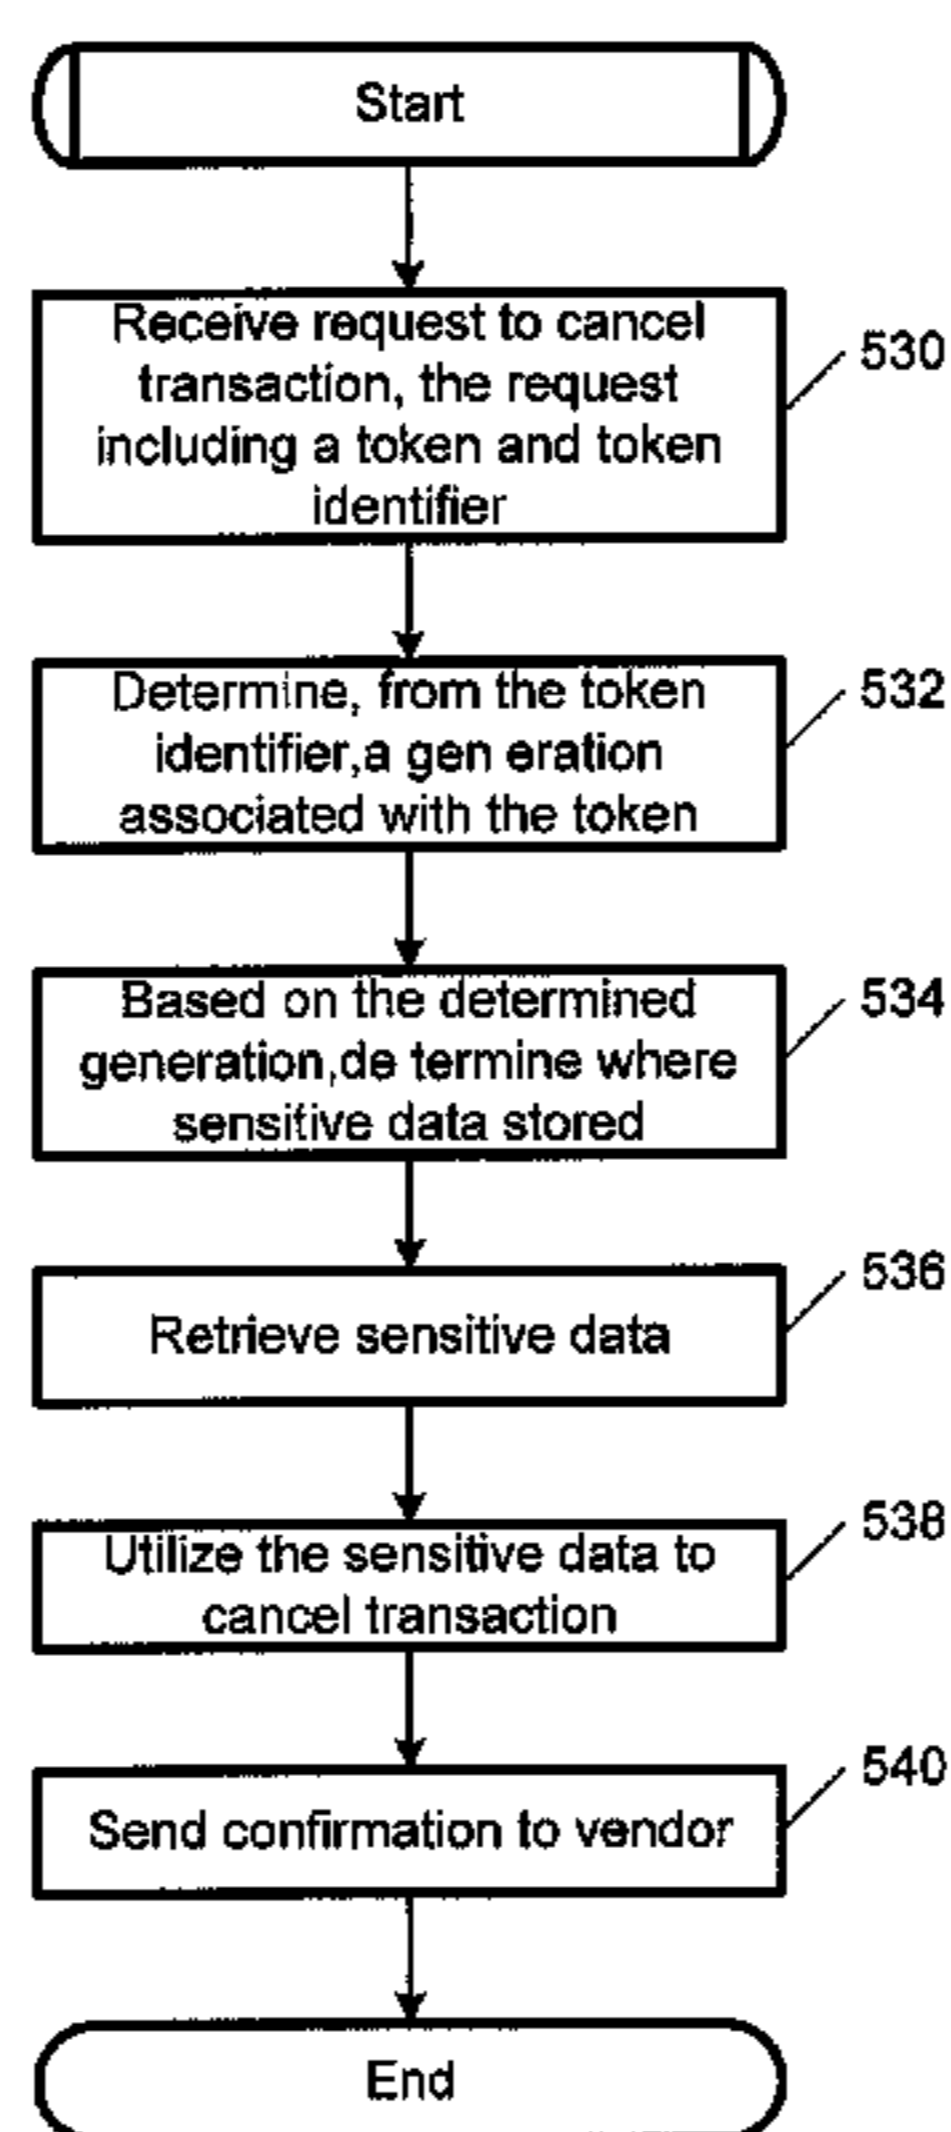 Start
Receive request to cancel
transaction, the request
including a token and token
identifier
530
Determine, from the token
identifier,a gen eration
associated with the token
532
Based on the determined
generation,de termine where
sensitive data stored
534
Retrieve sensitive data
536
Utilize the sensitive data to
cancel transaction
538
Send confirmation to vendor
540
End